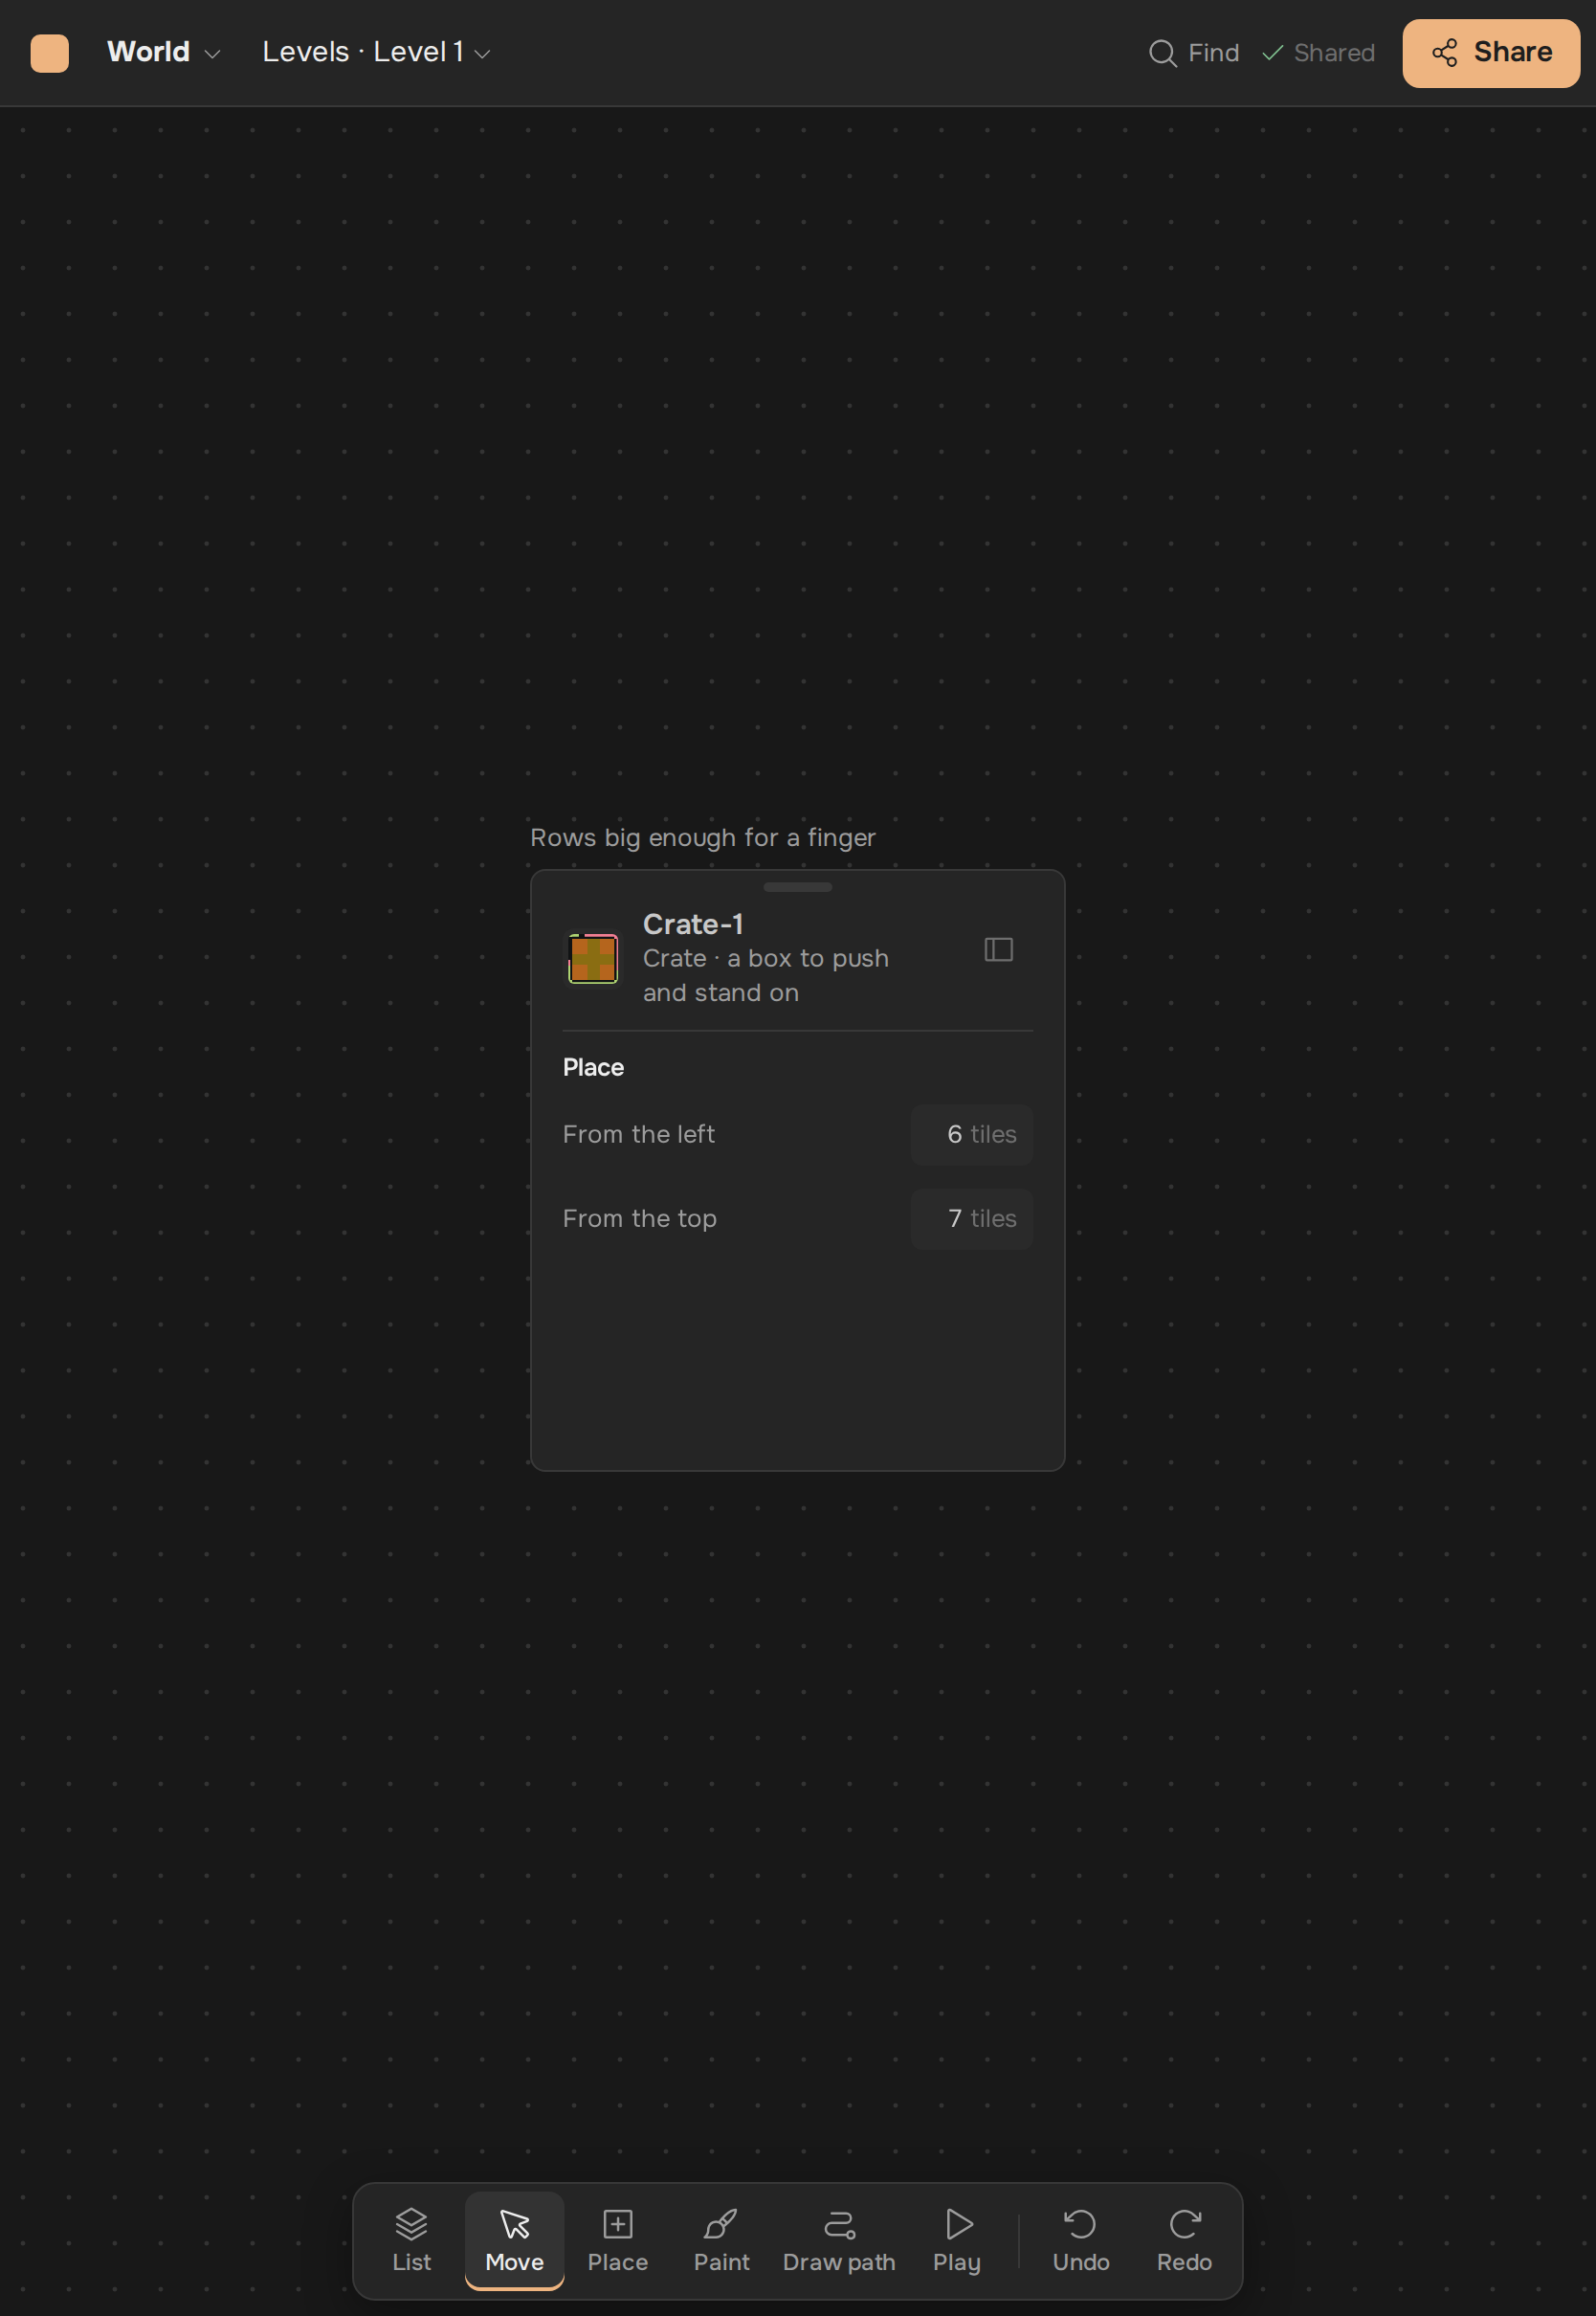 World
Levels · Level 1
Find
Shared
Share
Rows big enough for a finger
Crate-1
Crate · a box to push
and stand on
Place
From the left
6 tiles
From the top
7 tiles
List
Move
Place
Paint
Draw path
Play
Undo
Redo